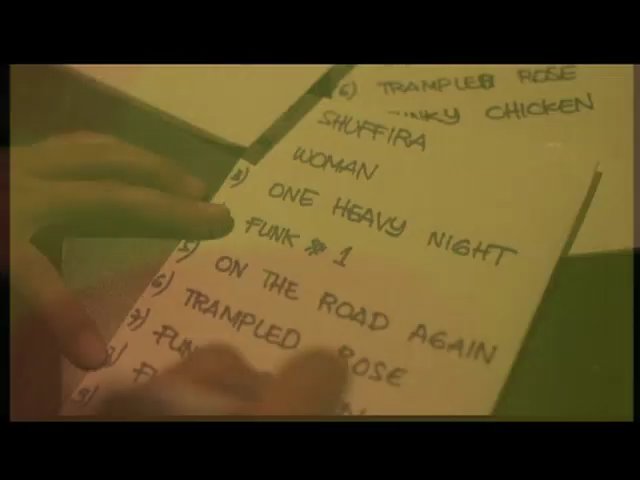 6) TRAMPLED ROSE
CHICKEN
SHUFFIRA
WOMAN
ONE HEAVY NIGHT
FUNK # 1
5) ON THE ROAD AGAIN
6) TRAMPLED ROSE
7)